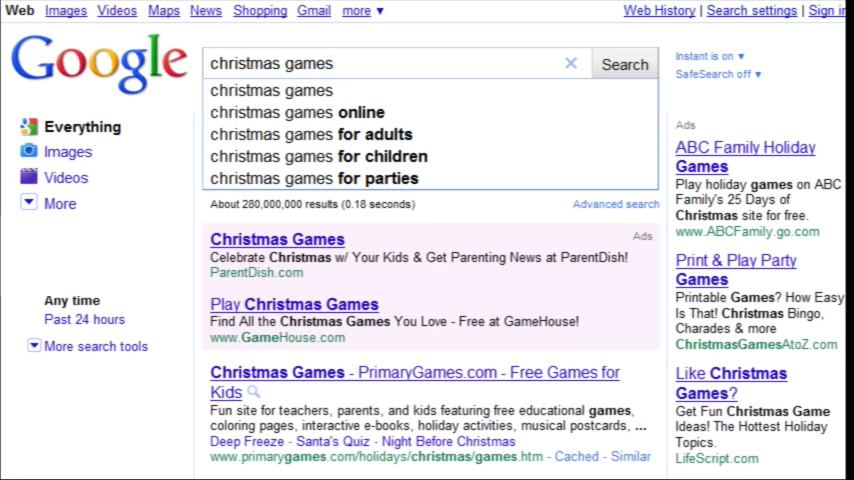 Web Images Videos Maps News Shopping Gmail more ▼
Web History | Search settings | Sign in
Google
christmas games
Search
Instant is on ▼
SafeSearch off ▼
christmas games
christmas games online
christmas games for adults
christmas games for children
christmas games for parties
Everything
Images
Videos
More
Any time
Past 24 hours
More search tools
About 280,000,000 results (0.18 seconds)
Advanced search
Christmas Games
Ads
Celebrate Christmas w/ Your Kids & Get Parenting News at ParentDish!
ParentDish.com
Play Christmas Games
Find All the Christmas Games You Love - Free at GameHouse!
www.GameHouse.com
Christmas Games - PrimaryGames.com - Free Games for
Kids
Fun site for teachers, parents, and kids featuring free educational games,
coloring pages, interactive e-books, holiday activities, musical postcards, ...
Deep Freeze - Santa's Quiz - Night Before Christmas
www.primarygames.com/holidays/christmas/games.htm - Cached - Similar
Ads
ABC Family Holiday
Games
Play holiday games on ABC
Family's 25 Days of
Christmas site for free.
www.ABCFamily.go.com
Print & Play Party
Games
Printable Games? How Easy
Is That! Christmas Bingo,
Charades & more
ChristmasGamesAtoZ.com
Like Christmas
Games?
Get Fun Christmas Game
Ideas! The Hottest Holiday
Topics.
LifeScript.com